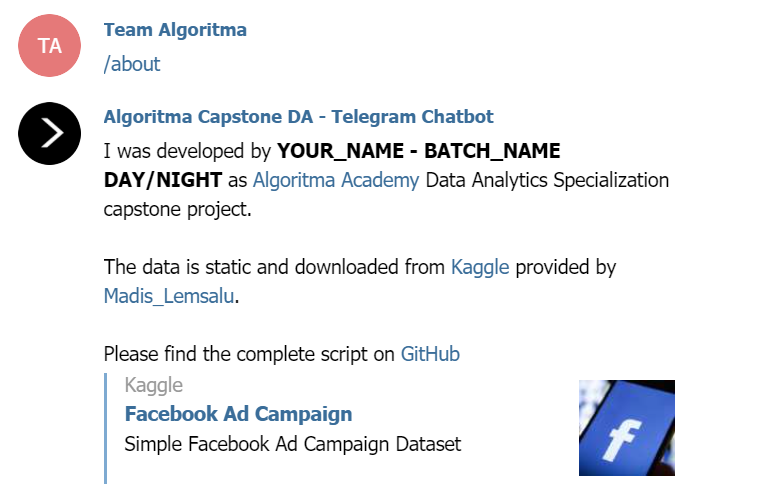 TA
Team Algoritma
/about
Algoritma Capstone DA - Telegram Chatbot
I was developed by YOUR_NAME - BATCH_NAME
DAY/NIGHT as Algoritma Academy Data Analytics Specialization
capstone project.
The data is static and downloaded from Kaggle provided by
Madis_Lemsalu.
Please find the complete script on GitHub
Kaggle
Facebook Ad Campaign
Simple Facebook Ad Campaign Dataset
f